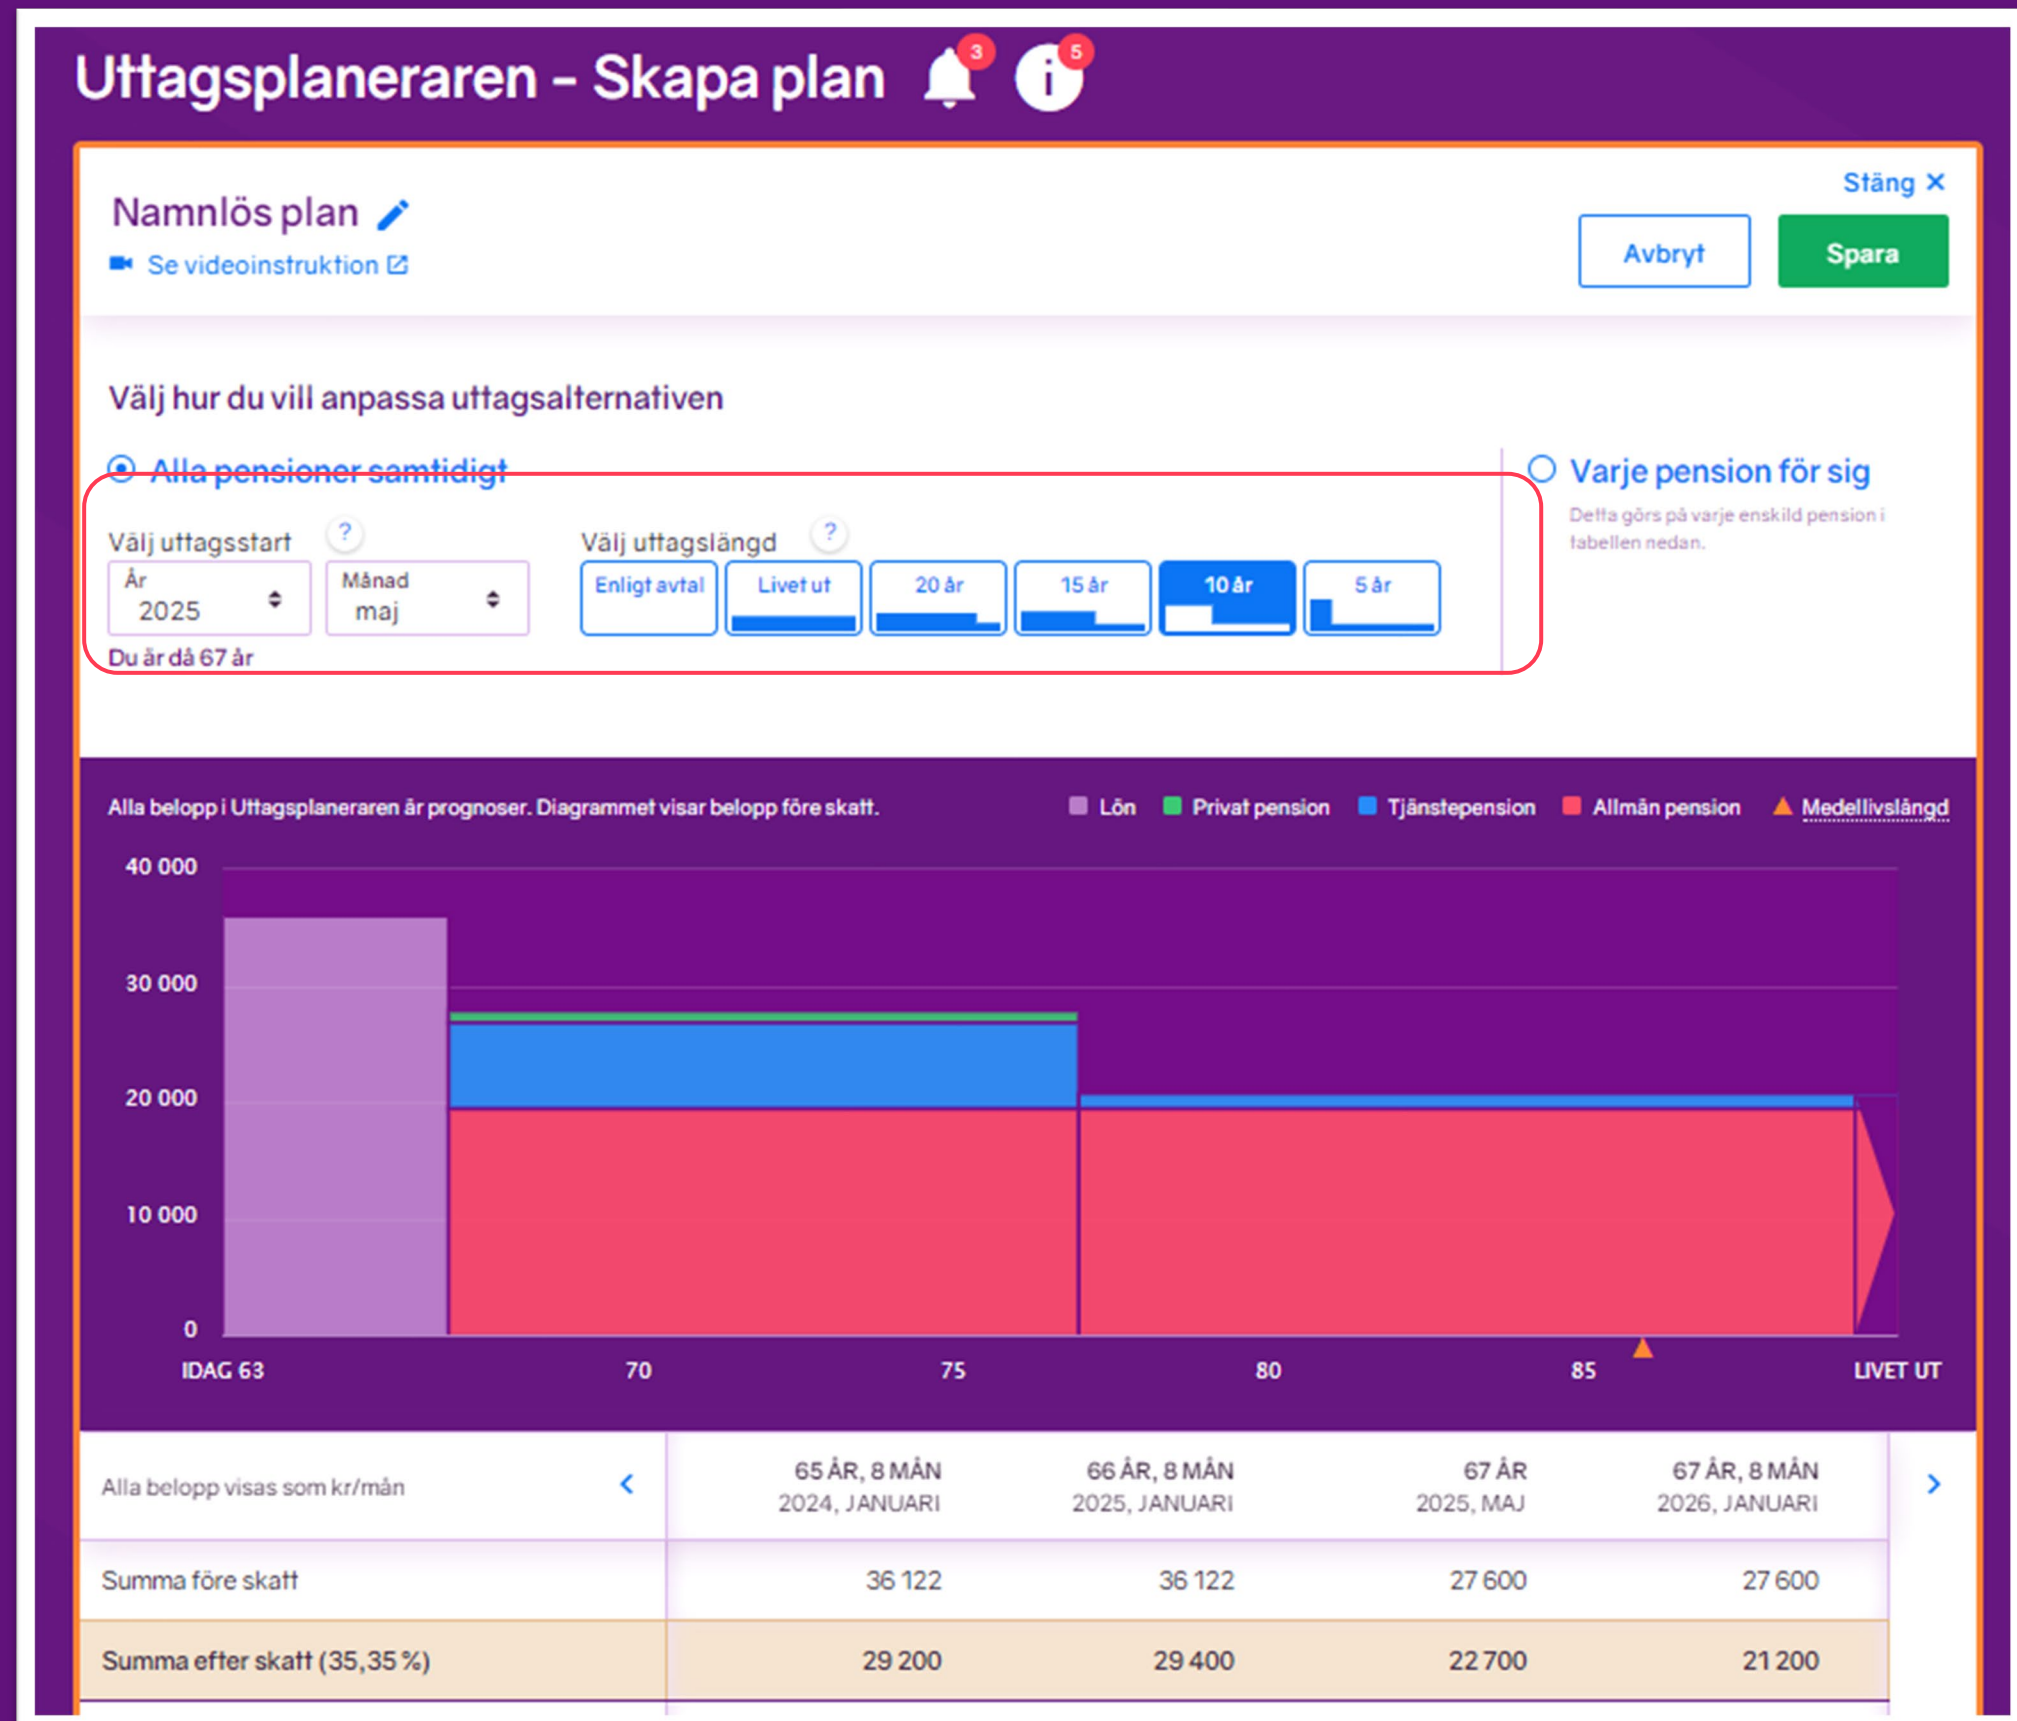 Uttagsplaneraren – Skapa plan 3 i 5
Stäng ×
Namnlös plan
Avbryt Spara
Se videoinstruktion
Välj hur du vill anpassa uttagsalternativen
Alla pensioner samtidigt
Varje pension för sig
Detta görs på varje enskild pension i
tabellen nedan.
Välj uttagsstart ? Välj uttagslängd ?
År Månad Enligt avtal Livet ut 20 år 15 år 10 år 5 år
2025 maj
Du är då 67 år
Alla belopp i Uttagsplaneraren är prognoser. Diagrammet visar belopp före skatt. Lön Privat pension Tjänstepension Allmän pension Medellivslängd
40 000
30 000
20 000
10 000
0
IDAG 63 70 75 80 85 LIVET UT
Alla belopp visas som kr/mån
65 ÅR, 8 MÅN 66 ÅR, 8 MÅN 67 ÅR 67 ÅR, 8 MÅN
2024, JANUARI 2025, JANUARI 2025, MAJ 2026, JANUARI
Summa före skatt 36 122 36 122 27 600 27 600
Summa efter skatt (35,35 %) 29 200 29 400 22 700 21 200